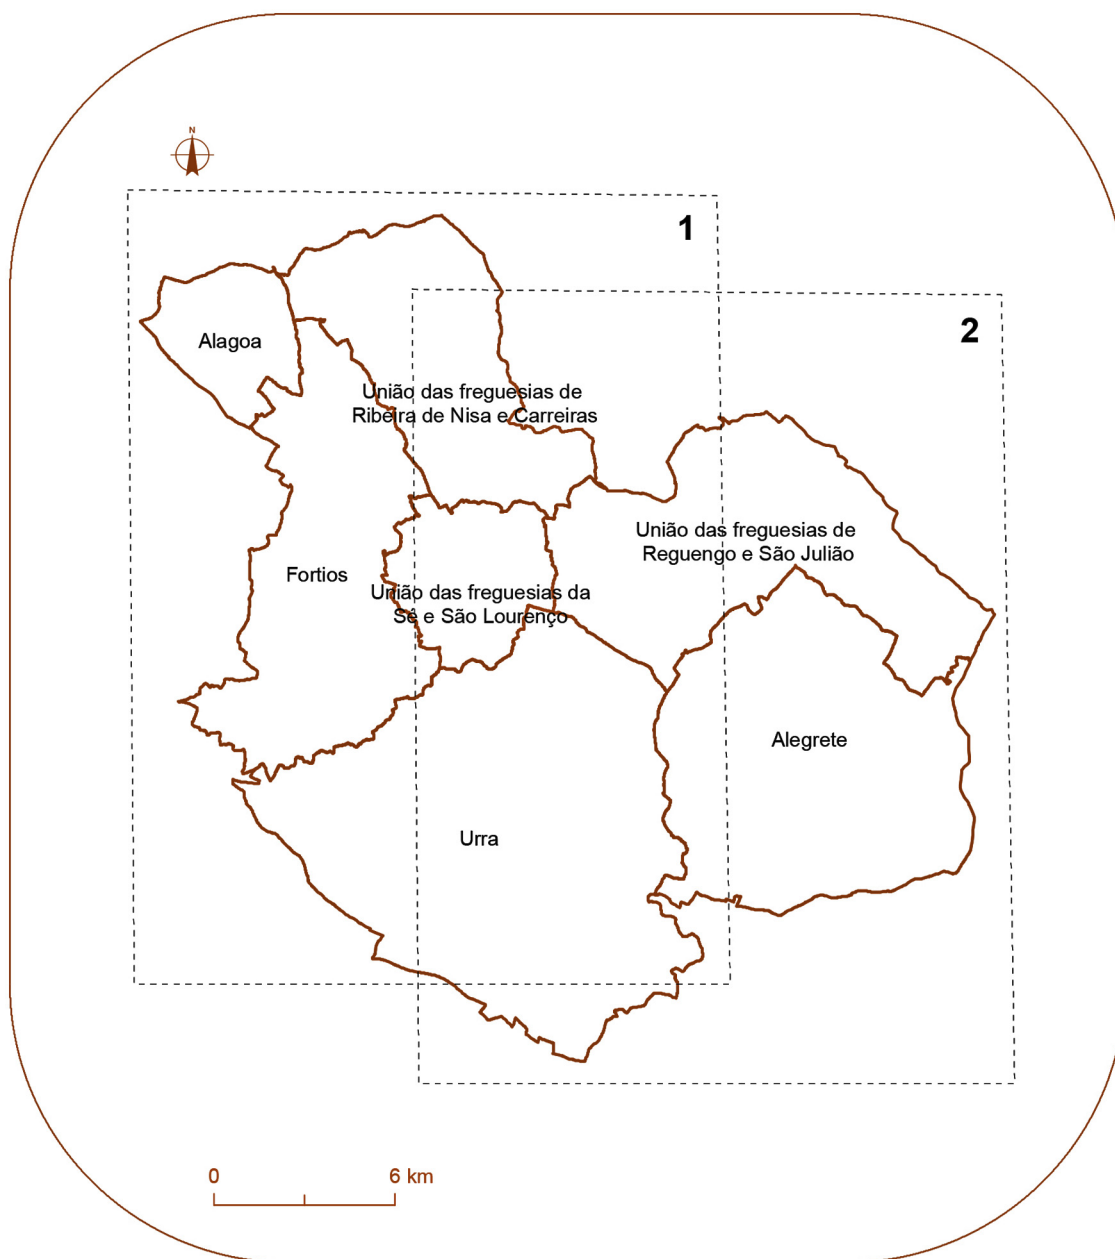 N
1
2
Alagoa
União das freguesias de
Ribeira de Nisa e Carreiras
União das freguesias de
Reguengo e São Julião
Fortios
União das freguesias da
Sé e São Lourenço
Alegrete
Urra
0 6 km